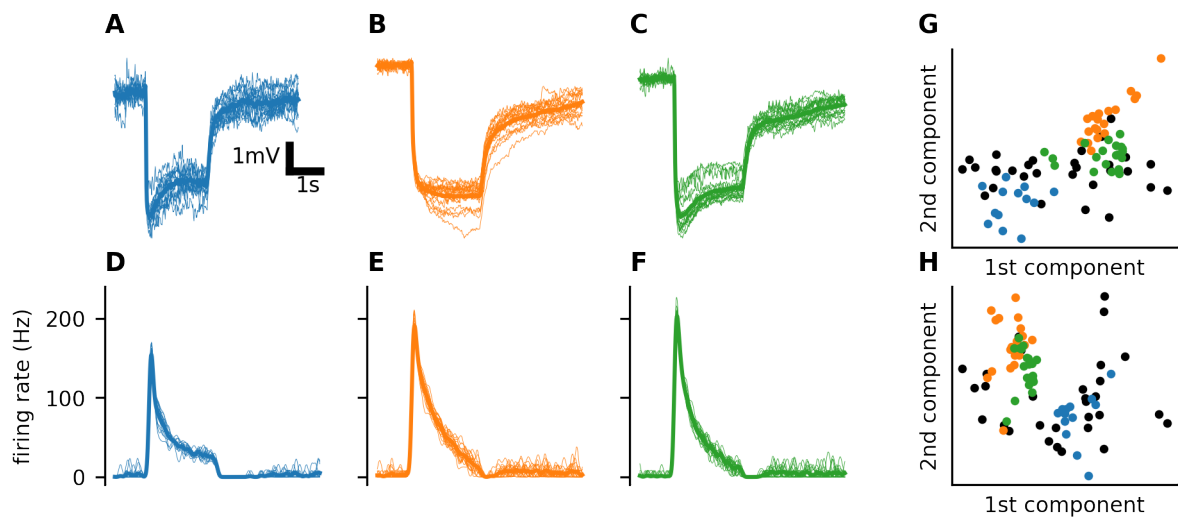 A
B
C
G
1mV
1s
2nd component
1st component
D
E
F
H
firing rate (Hz)
200
100
0
2nd component
1st component